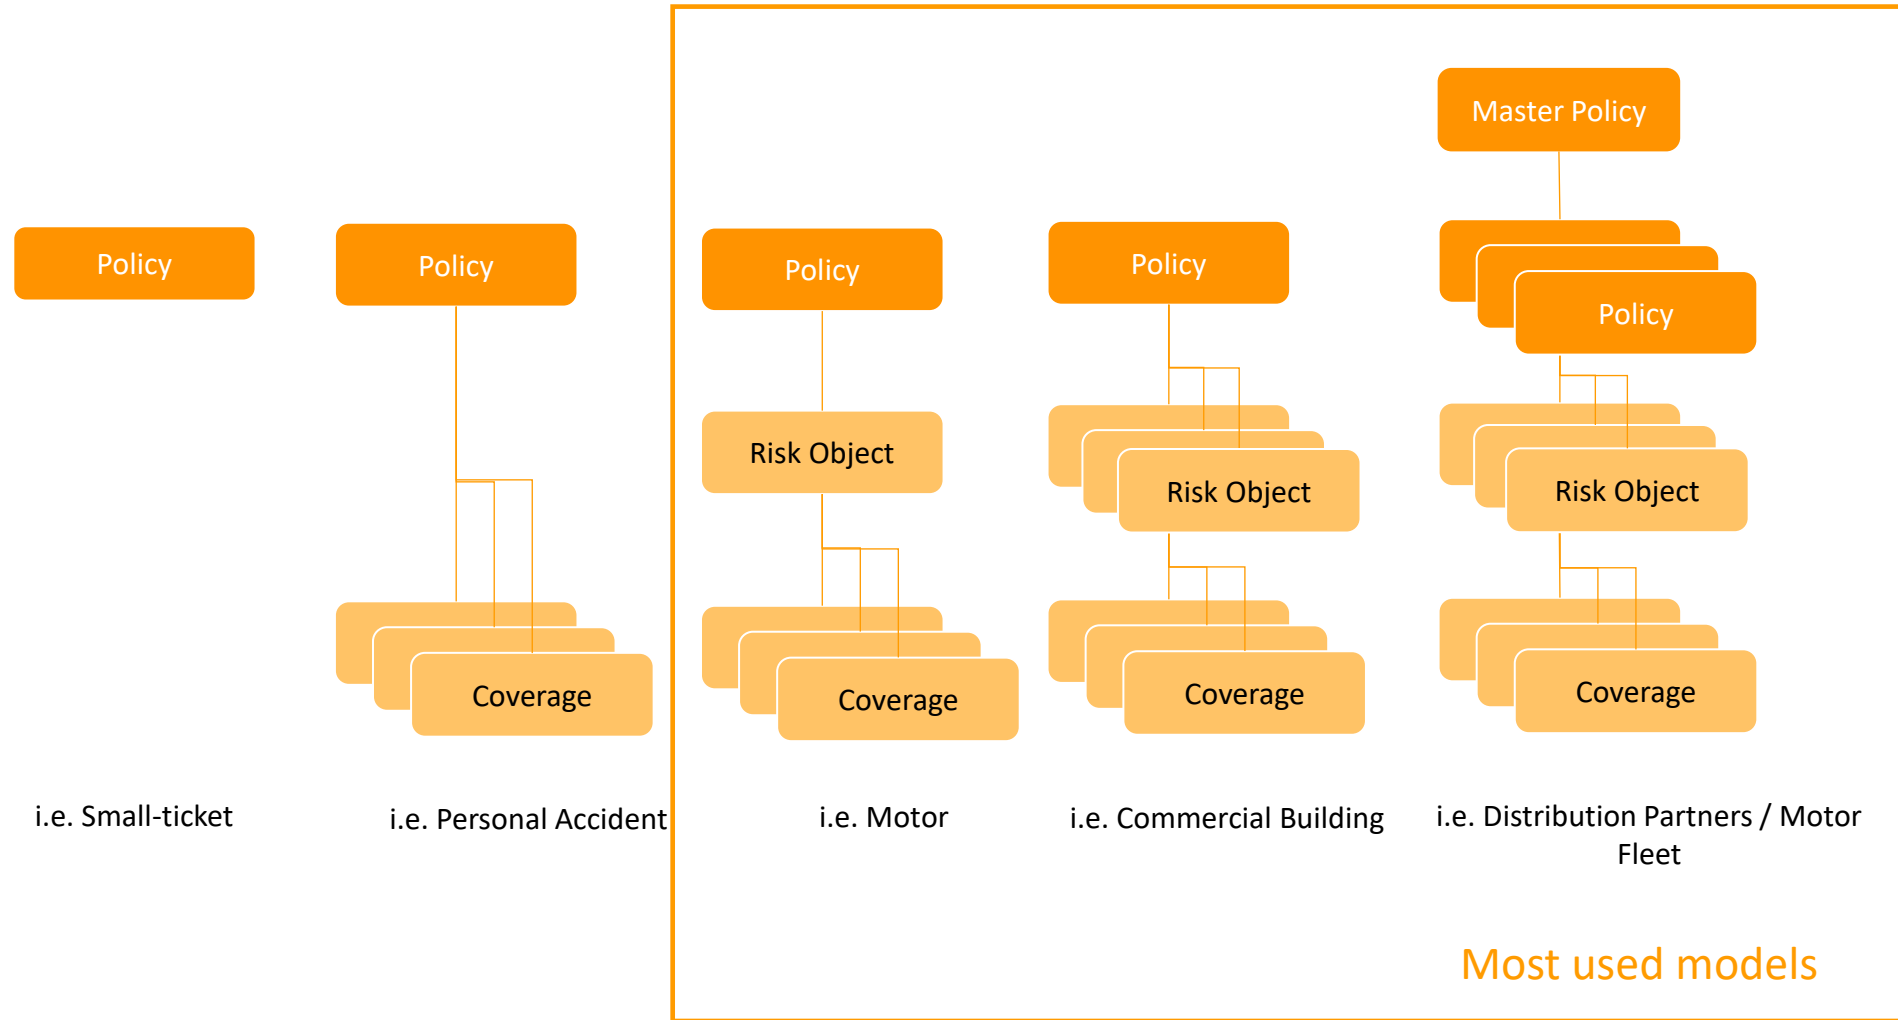 Policy
i.e. Small-ticket
Policy
Coverage
i.e. Personal Accident
Policy
Risk Object
Coverage
i.e. Motor
Policy
Risk Object
Coverage
i.e. Commercial Building
Master Policy
Policy
Risk Object
Coverage
i.e. Distribution Partners / Motor
Fleet
Most used models